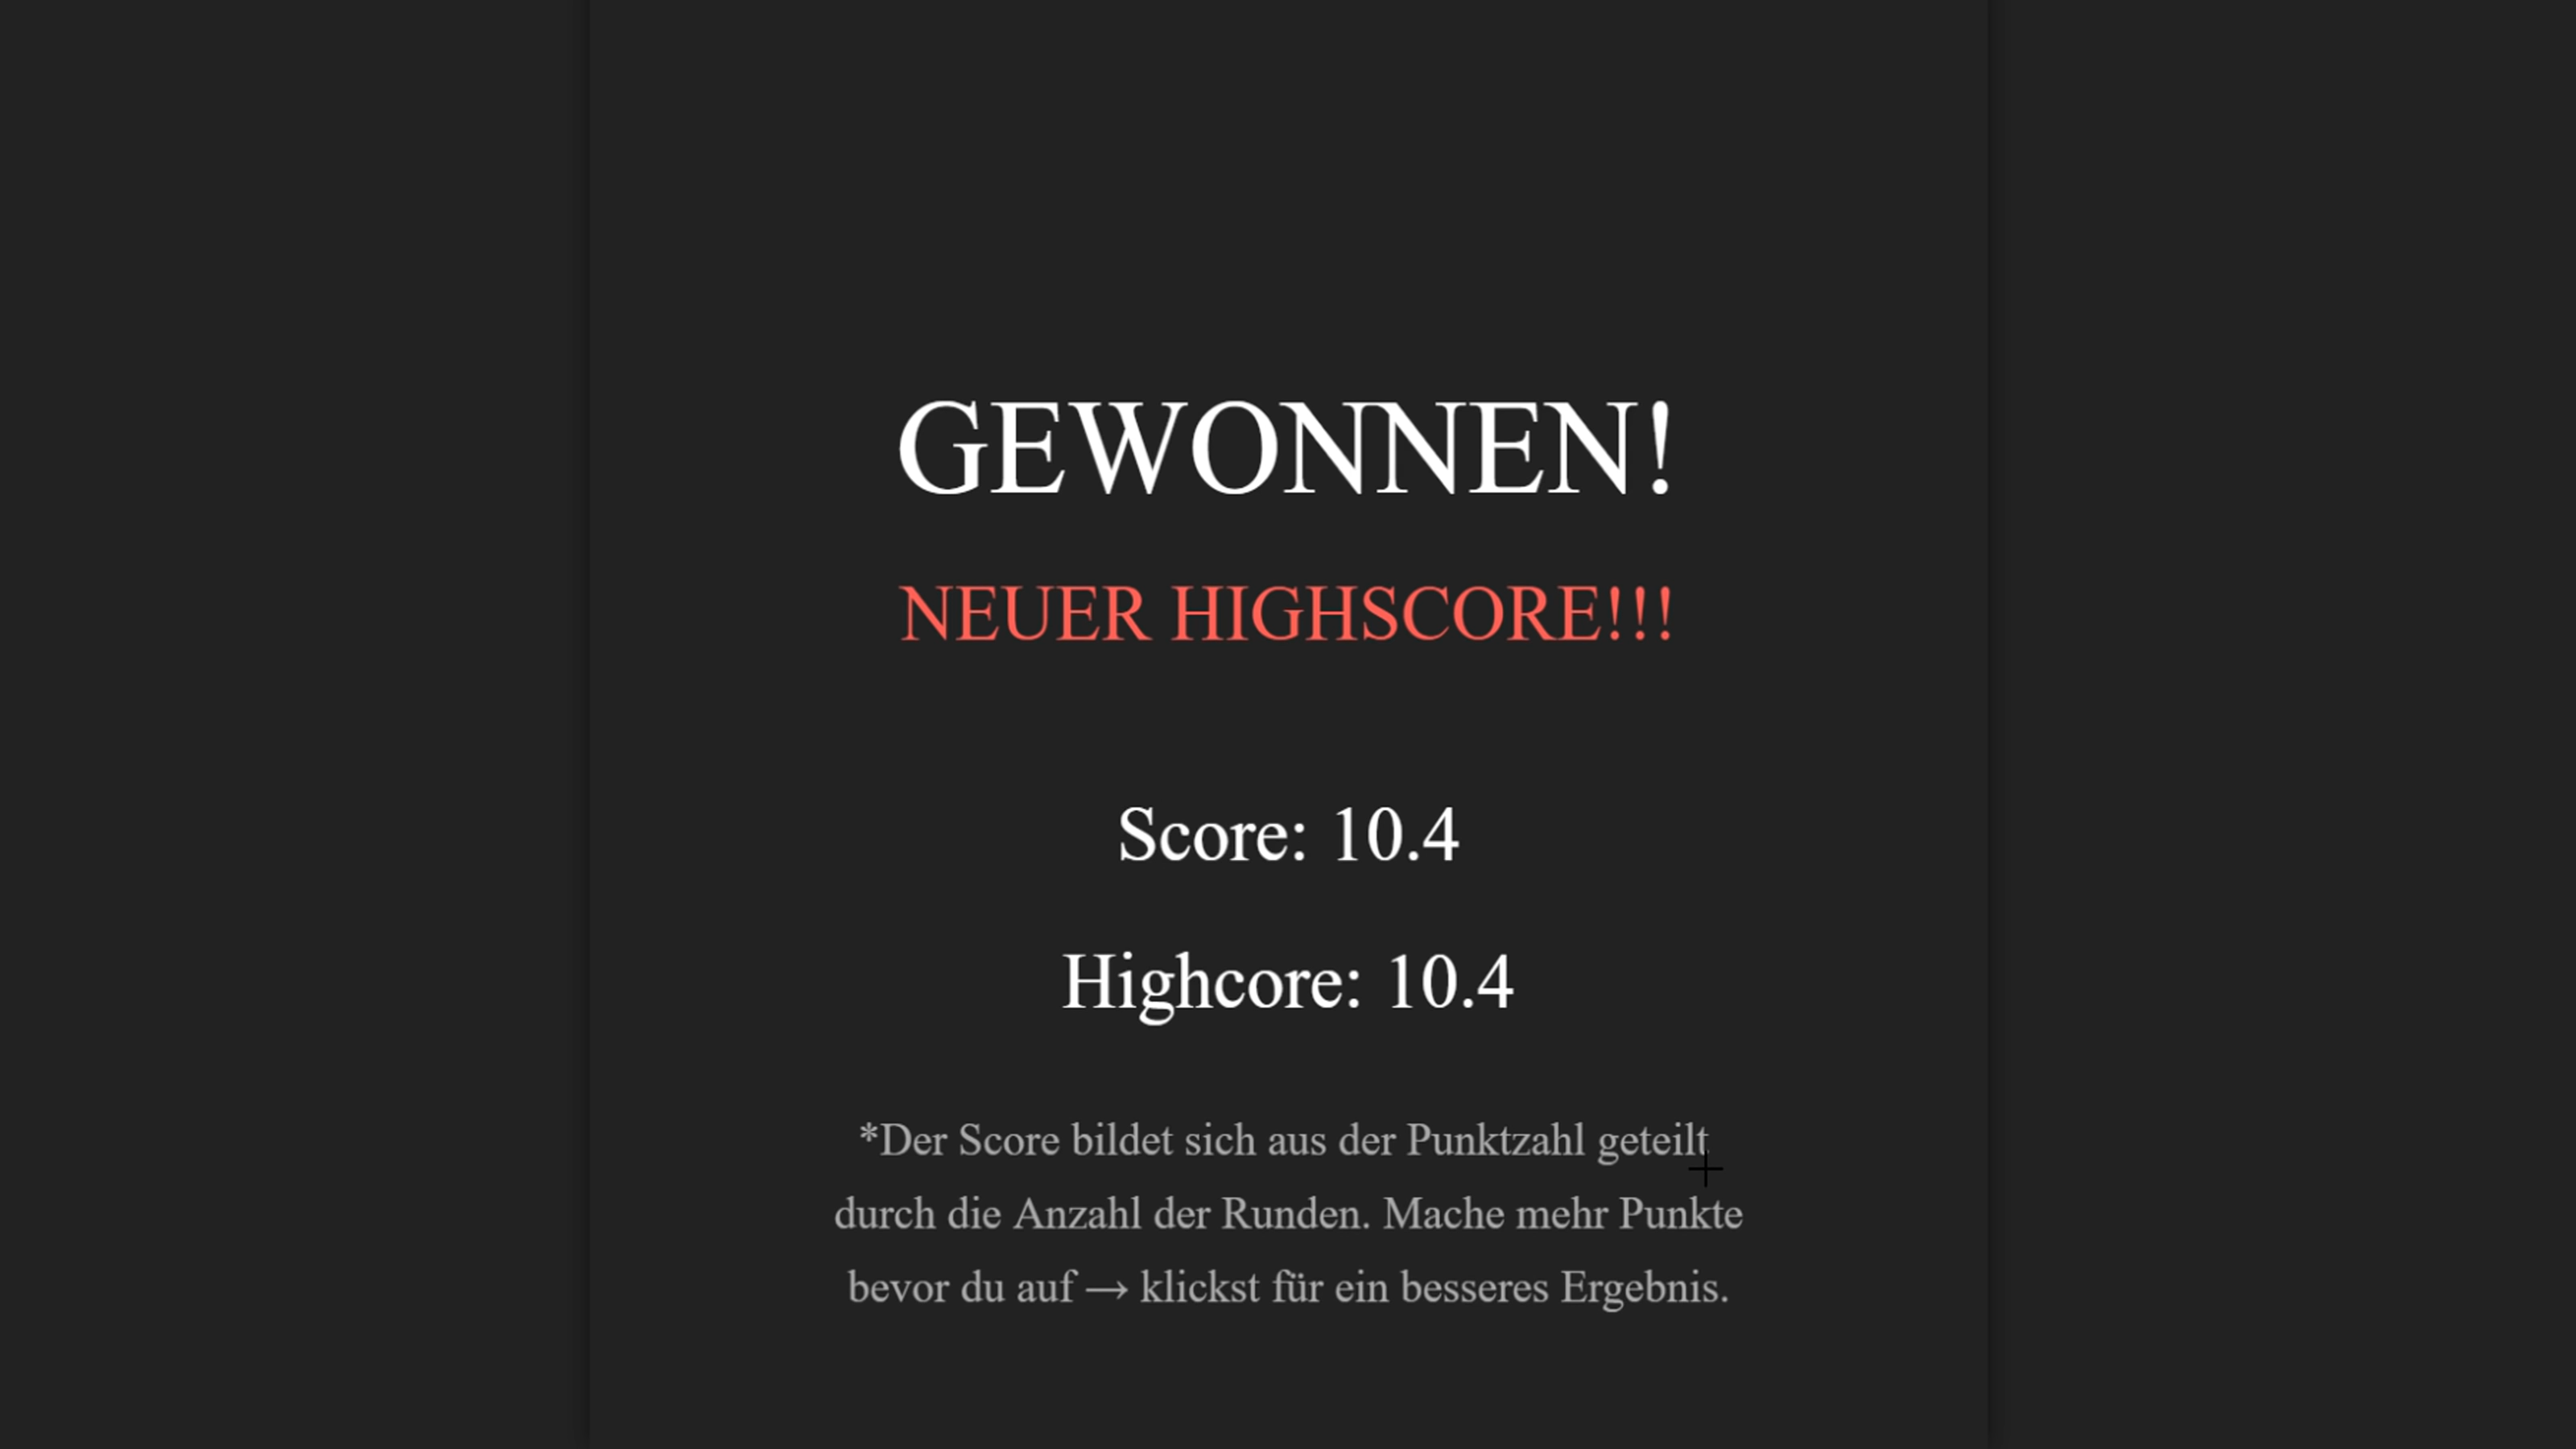 GEWONNEN!
NEUER HIGHSCORE!!!
Score: 10.4
Highcore: 10.4
*Der Score bildet sich aus der Punktzahl geteilt
durch die Anzahl der Runden. Mache mehr Punkte
bevor du auf → klickst für ein besseres Ergebnis.